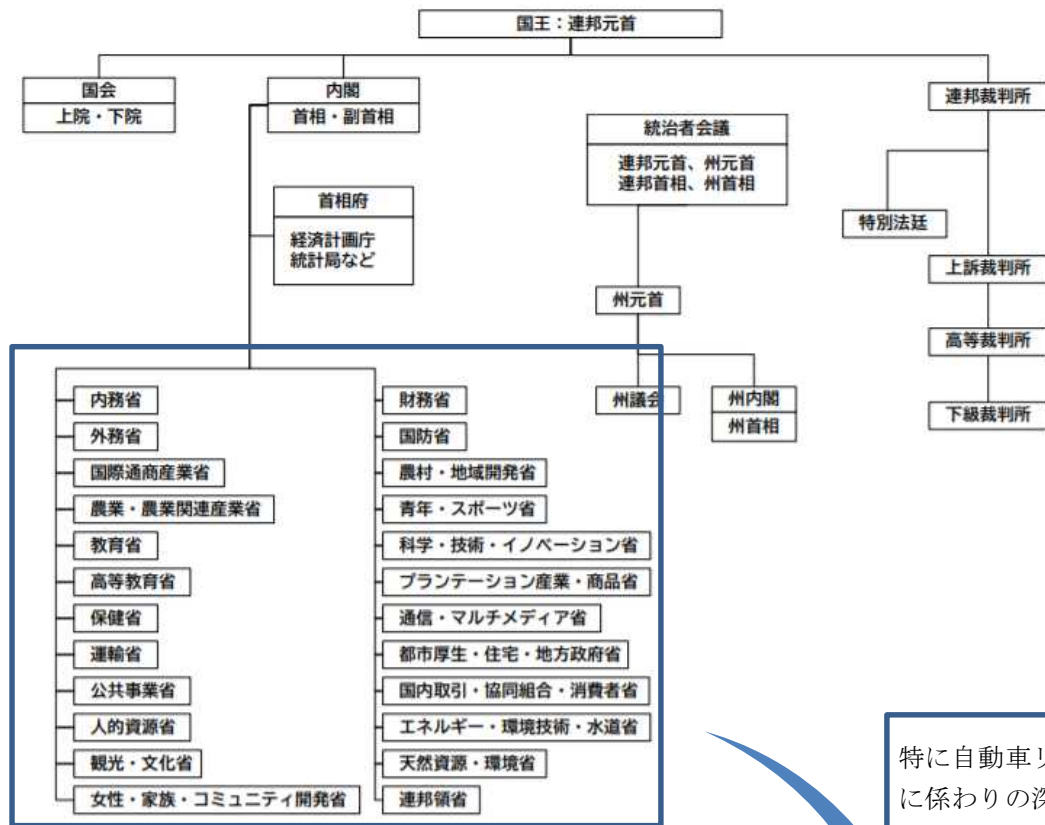 国王：連邦元首
国会
上院・下院
内閣
首相・副首相
連邦裁判所
統治者会議
連邦元首、州元首
連邦首相、州首相
首相府
経済計画庁
統計局など
特別法廷
上訴裁判所
州元首
高等裁判所
州議会
州内閣
州首相
下級裁判所
内務省
外務省
国際通商産業省
農業・農業関連産業省
教育省
高等教育省
保健省
運輸省
公共事業省
人的資源省
観光・文化省
女性・家族・コミュニティ開発省
財務省
国防省
農村・地域開発省
青年・スポーツ省
科学・技術・イノベーション省
プランテーション産業・商品省
通信・マルチメディア省
都市厚生・住宅・地方政府省
国内取引・協同組合・消費者省
エネルギー・環境技術・水道省
天然資源・環境省
連邦領省
特に自動車リ
に係わりの深